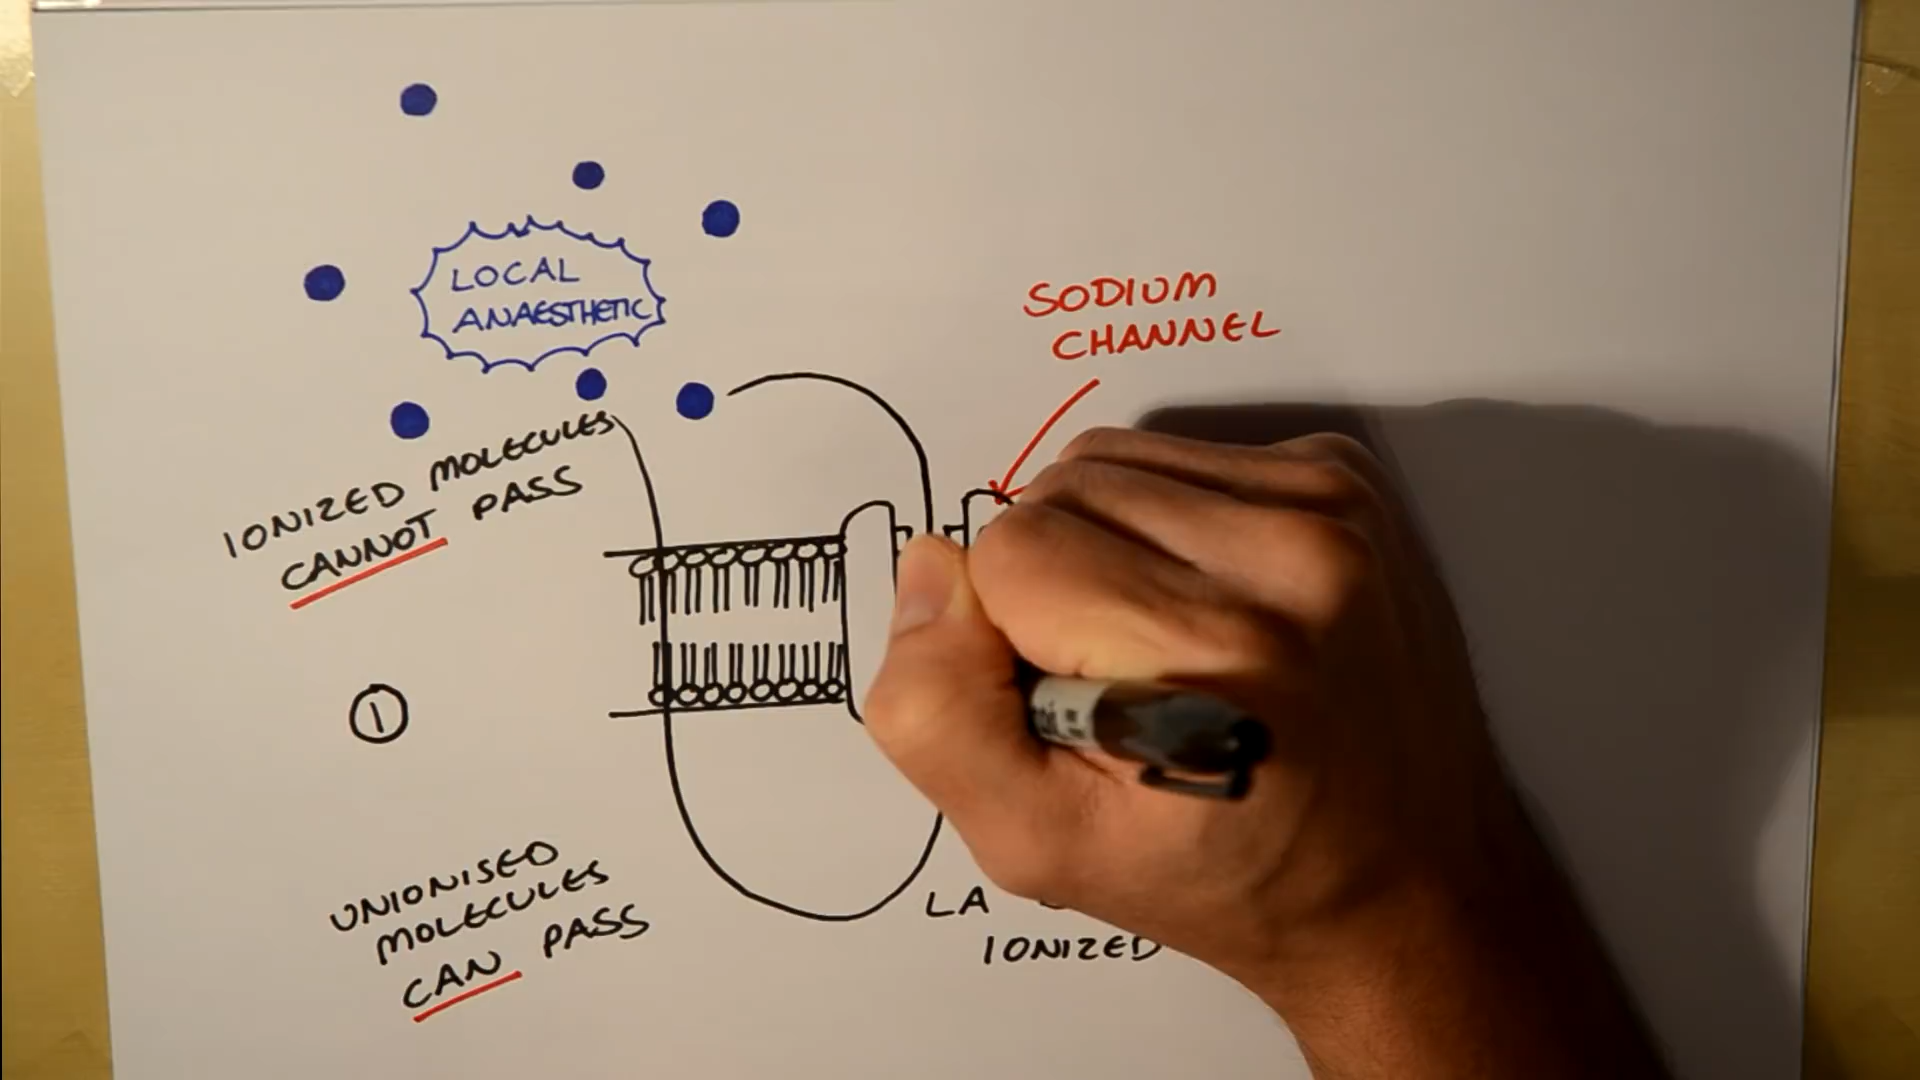 LOCAL
ANAESTHETIC
SODIUM
CHANNEL
IONIZED MOLECULES
CANNOT PASS
1
UNIONISED
MOLECULES
CAN PASS
LA
IONIZED